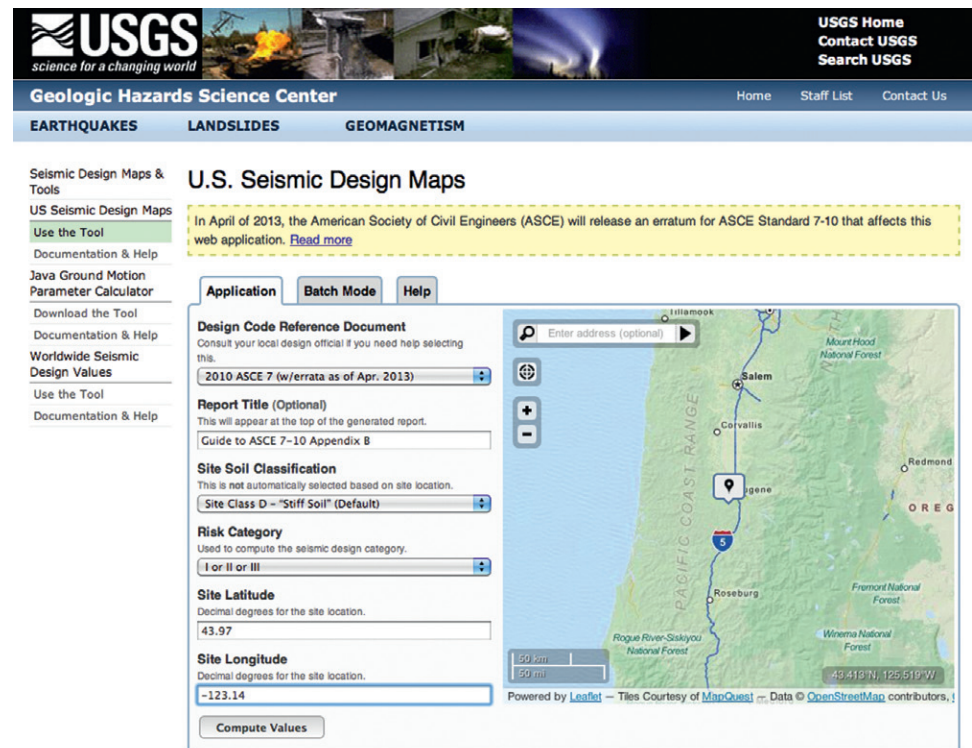 USGS
science for a changing world
USGS Home
Contact USGS
Search USGS
Geologic Hazards Science Center
Home Staff List Contact Us
EARTHQUAKES LANDSLIDES GEOMAGNETISM
Seismic Design Maps &
Tools
US Seismic Design Maps
Use the Tool
Documentation & Help
Java Ground Motion
Parameter Calculator
Download the Tool
Documentation & Help
Worldwide Seismic
Design Values
Use the Tool
Documentation & Help
U.S. Seismic Design Maps
In April of 2013, the American Society of Civil Engineers (ASCE) will release an erratum for ASCE Standard 7-10 that affects this
web application. Read more
Application Batch Mode Help
Design Code Reference Document
Consult your local design official if you need help selecting
this.
2010 ASCE 7 (w/errata as of Apr. 2013)
Report Title (Optional)
This will appear at the top of the generated report.
Guide to ASCE 7-10 Appendix B
Site Soil Classification
This is not automatically selected based on site location.
Site Class D – "Stiff Soil" (Default)
Risk Category
Used to compute the seismic design category.
I or II or III
Site Latitude
Decimal degrees for the site location.
43.97
Site Longitude
Decimal degrees for the site location.
-123.14
Compute Values
Enter address (optional)
Tillamook
Mount Hood
National Forest
Salem
Corvallis
Redmond
ugene
OREG
PACIFIC COAST RANGE
5
Roseburg
Fremont National
Forest
Rogue River-Siskiyou
National Forest
Winema National
Forest
50 km
50 mi
43.413°N, 125.519°W
Powered by Leaflet — Tiles Courtesy of MapQuest — Data © OpenStreetMap contributors,